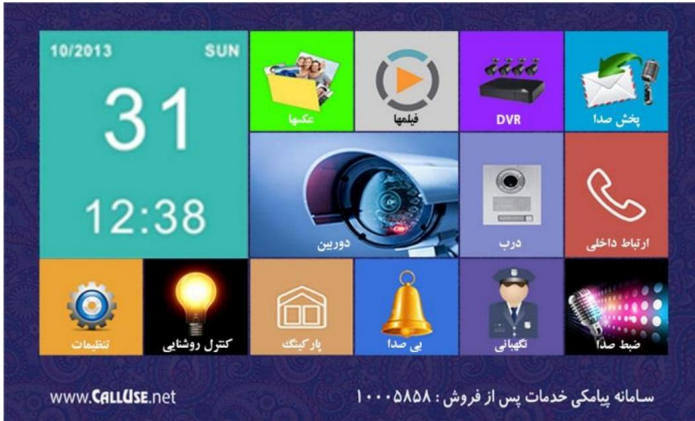 10/2013 SUN
31
12:38
عکسها
فیلمها
DVR
پخش صدا
دوربین
درب
ارتباط داخلی
تنظیمات
کنترل روشنایی
پارکینگ
بی صدا
نگهبانی
ضبط صدا
www.CALLUSE.net
سامانه پیامکی خدمات پس از فروش : ۱۰۰۰۵۸۵۸